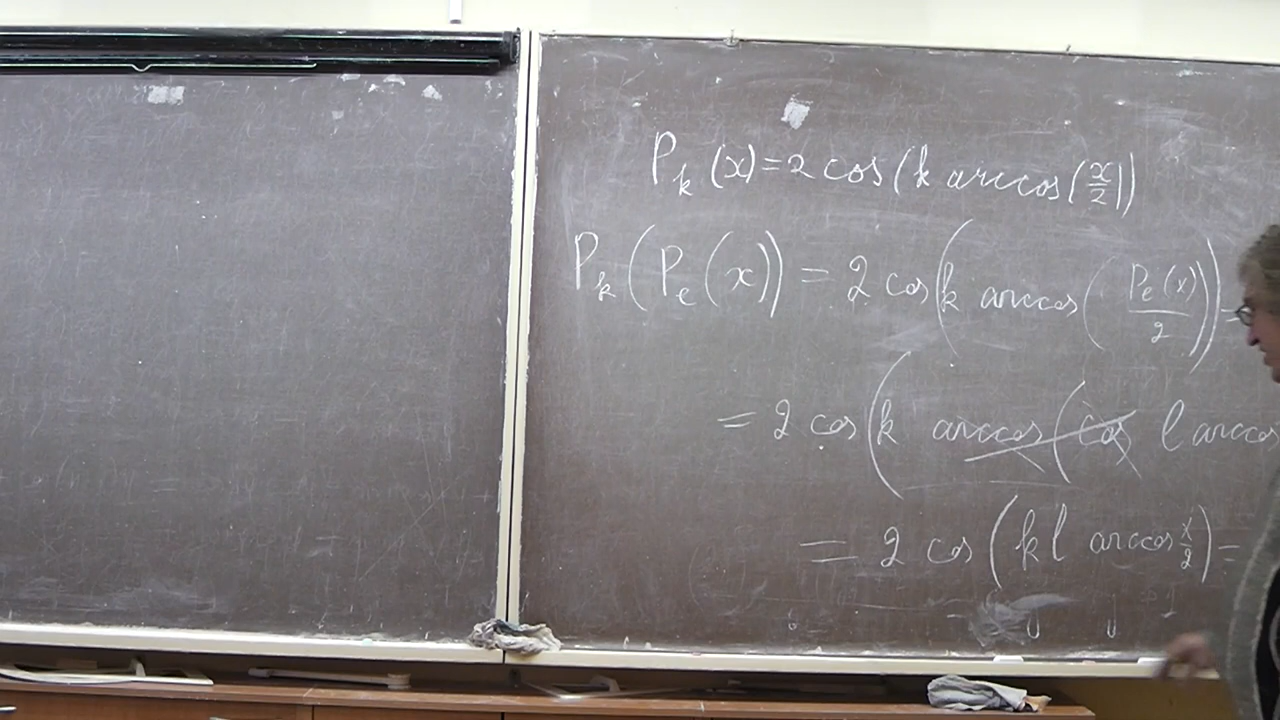 P_k (x) = 2 cos (k arccos (x/2))
P_k (P_l (x)) = 2 cos (k arccos (P_l (x)/2)) =
= 2 cos (k arccos (cos l arccos
= 2 cos (k l arccos x/2) =